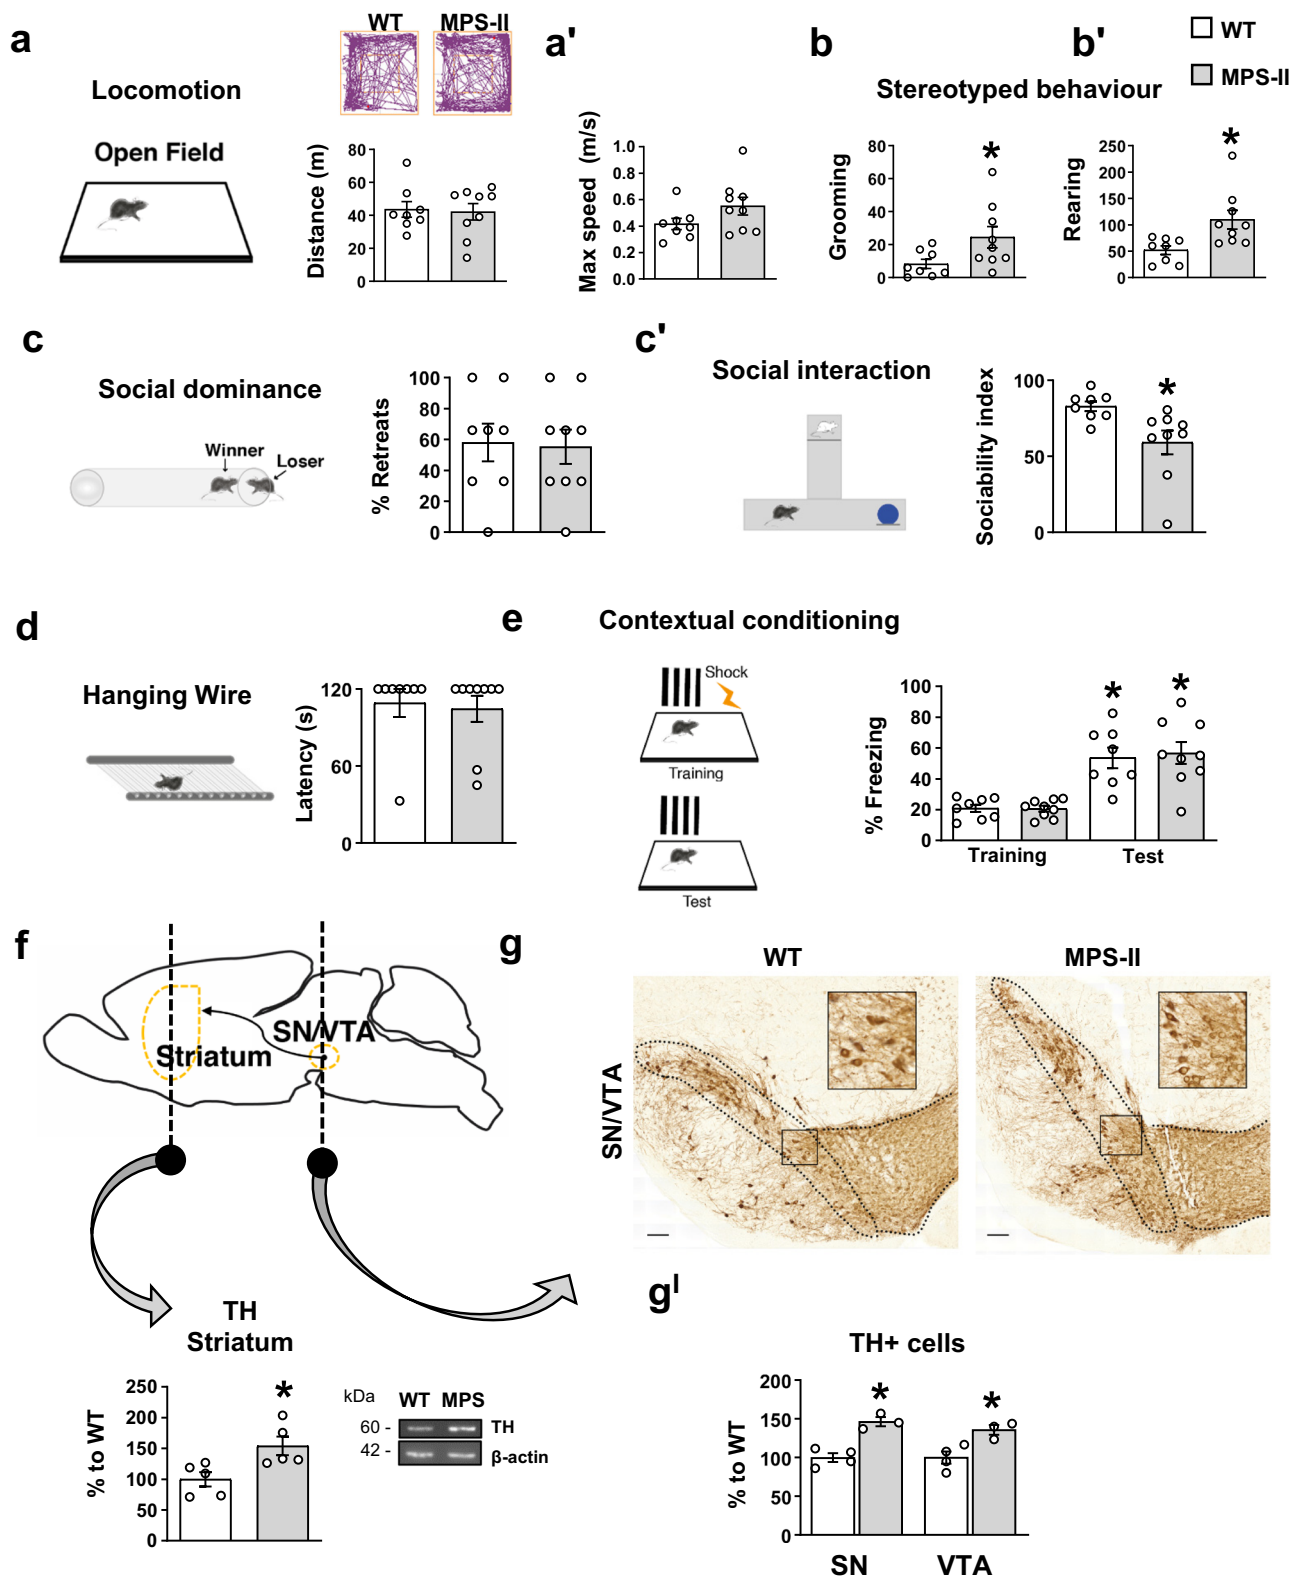 a
WT
MPS-II
a'
b
b'
WT
MPS-II
Locomotion
Stereotyped behaviour
Open Field
Distance (m)
80
60
40
20
0
Max speed (m/s)
1.0
0.8
0.6
0.4
0.2
0.0
Grooming
80
60
40
20
0
*
Rearing
250
200
150
100
50
0
*
c
Social dominance
Winner
Loser
% Retreats
100
80
60
40
20
0
c'
Social interaction
Sociability index
100
50
0
*
d
Hanging Wire
Latency (s)
120
60
0
e
Contextual conditioning
Shock
Training
Test
% Freezing
100
80
60
40
20
0
*
*
Training
Test
f
Striatum
SN/VTA
TH
Striatum
% to WT
250
200
150
100
50
0
*
kDa
WT
MPS
60 -
TH
42 -
β-actin
g
WT
MPS-II
SN/VTA
g'
TH+ cells
% to WT
200
150
100
50
0
*
*
SN
VTA